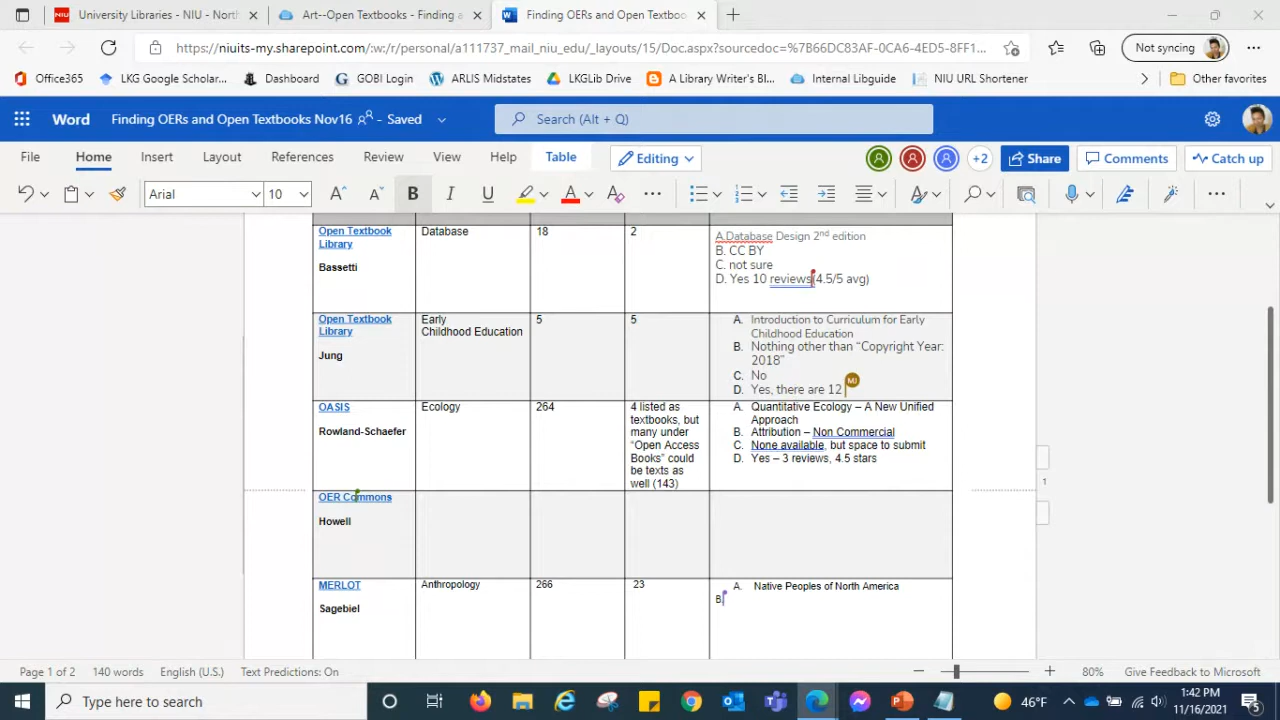 University Libraries - NIU - North
Art--Open Textbooks - Finding a
Finding OERs and Open Textboo
https://niuits-my.sharepoint.com/:w:/r/personal/a111737_mail_niu_edu/_layouts/15/Doc.aspx?sourcedoc=%7B66DC83AF-0CA6-4ED5-8FF1...
Not syncing
Office365
LKG Google Scholar...
Dashboard
GOBI Login
ARLIS Midstates
LKGLib Drive
A Library Writer's Bl...
Internal Libguide
NIU URL Shortener
Other favorites
Word
Finding OERs and Open Textbooks Nov16 - Saved
Search (Alt + Q)
File
Home
Insert
Layout
References
Review
View
Help
Table
Editing
+2
Share
Comments
Catch up
Arial
10
B
I
U
Open Textbook
Library
Bassetti
Database
18
2
A.Database Design 2nd edition
B. CC BY
C. not sure
D. Yes 10 reviews(4.5/5 avg)
Open Textbook
Library
Jung
Early
Childhood Education
5
5
A. Introduction to Curriculum for Early
Childhood Education
B. Nothing other than “Copyright Year:
2018”
C. No
D. Yes, there are 12
MJ
OASIS
Rowland-Schaefer
Ecology
264
4 listed as
textbooks, but
many under
“Open Access
Books” could
be texts as
well (143)
A. Quantitative Ecology – A New Unified
Approach
B. Attribution – Non Commercial
C. None available, but space to submit
D. Yes – 3 reviews, 4.5 stars
OER Commons
Howell
MERLOT
Sagebiel
Anthropology
266
23
A. Native Peoples of North America
B
1
Page 1 of 2
140 words
English (U.S.)
Text Predictions: On
80%
Give Feedback to Microsoft
Type here to search
46°F
1:42 PM
11/16/2021
5